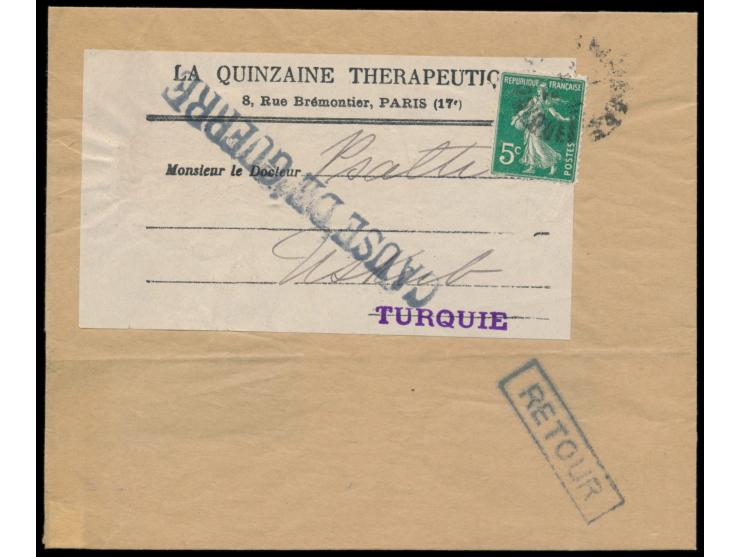 LA QUINZAINE THERAPEUTIQ
8, Rue Brémontier, PARIS (17e)
REPUBLIQUE FRANÇAISE
5c
POSTES
Monsieur le Docteur
CAUSE DE GUERRE
Uskub
TURQUIE
RETOUR